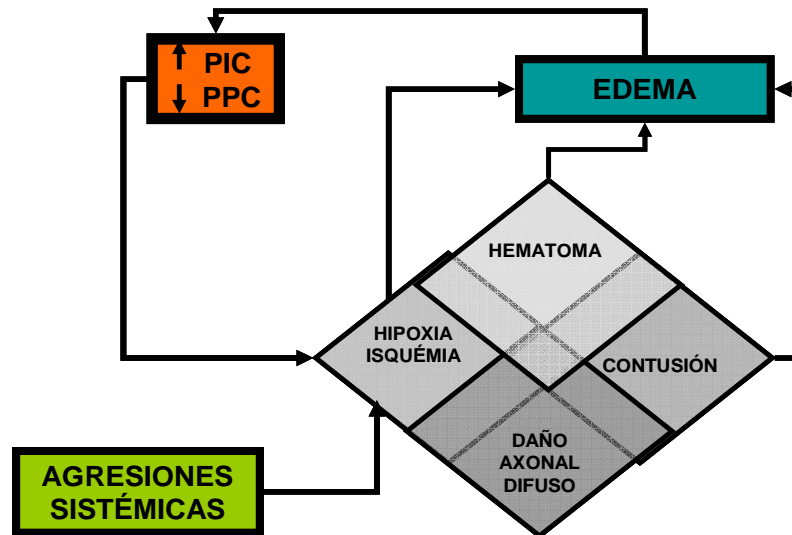 ↑ PIC
↓ PPC
EDEMA
HEMATOMA
HIPOXIA
ISQUÉMIA
CONTUSIÓN
DAÑO
AXONAL
DIFUSO
AGRESIONES
SISTÉMICAS